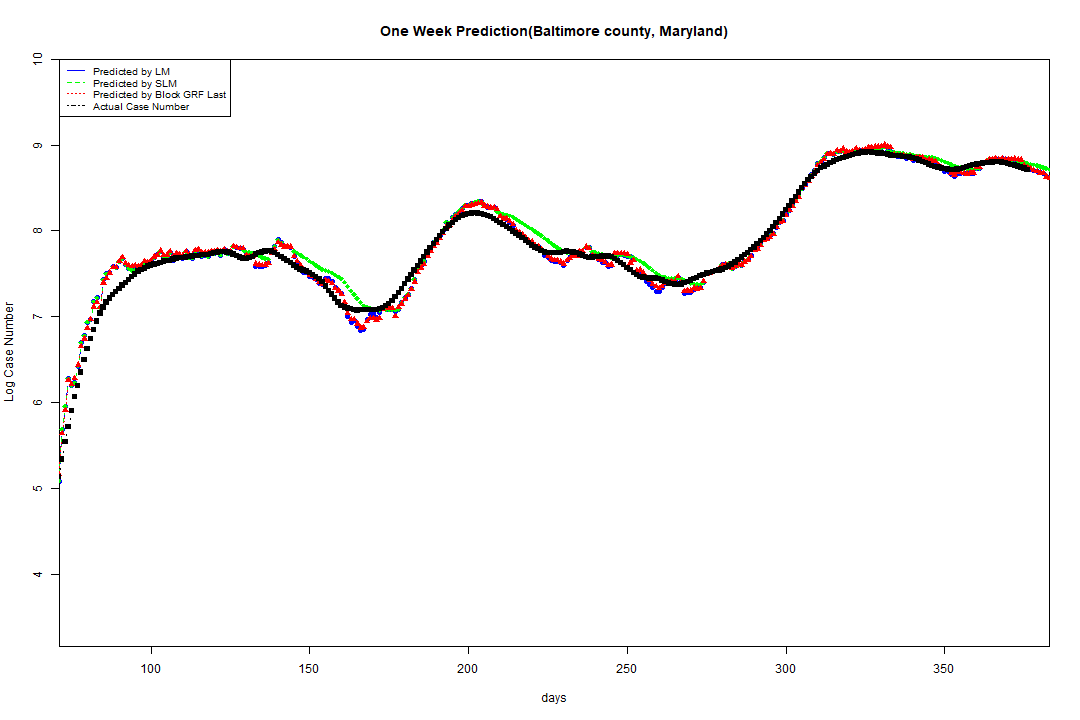 One Week Prediction(Baltimore county, Maryland)
Predicted by LM
Predicted by SLM
Predicted by Block GRF Last
Actual Case Number
10
9
8
7
6
5
4
Log Case Number
100 150 200 250 300 350
days